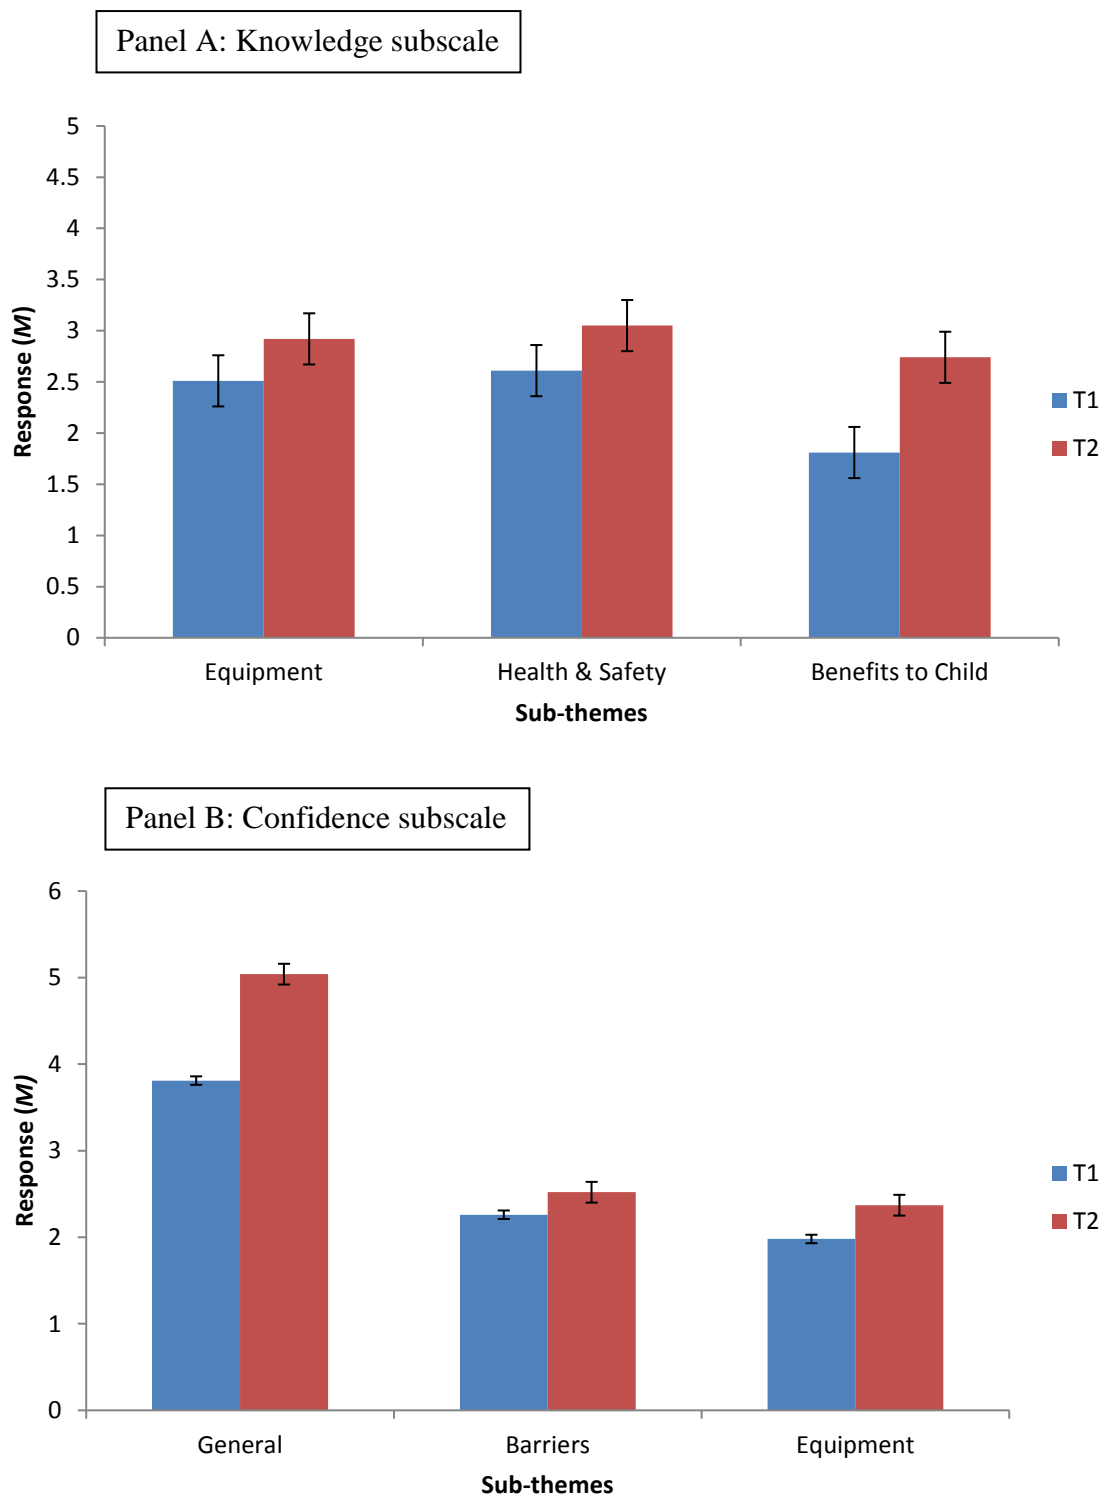 Panel A: Knowledge subscale
5
4.5
4
3.5
3
2.5
2
1.5
1
0.5
0
Response (M)
Equipment
Health & Safety
Benefits to Child
Sub-themes
T1
T2
Panel B: Confidence subscale
6
5
4
3
2
1
0
Response (M)
General
Barriers
Equipment
Sub-themes
T1
T2